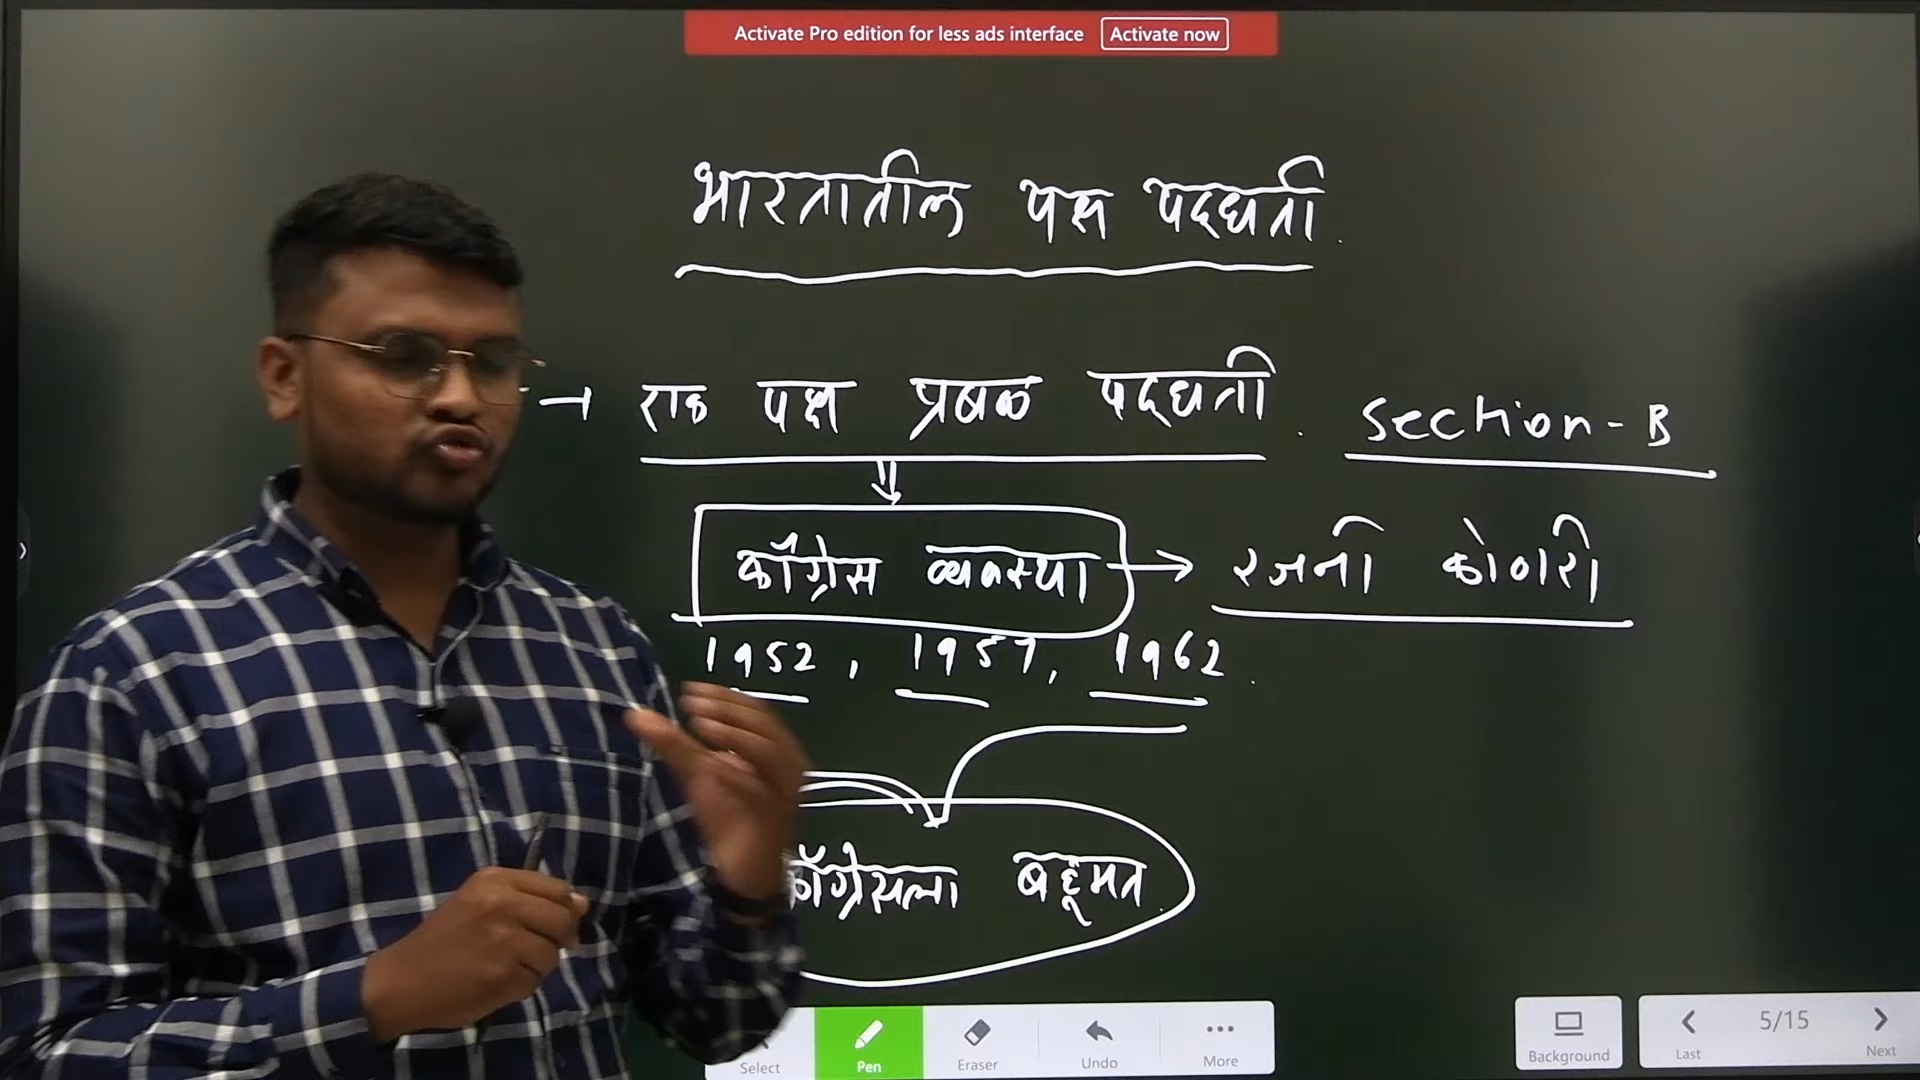 Activate Pro edition for less ads interface Activate now
भारतातील पक्ष पद्धती.
→ एक पक्ष प्रबळ पद्धती. Section-B
काँग्रेस व्यवस्था → रजनी कोठारी
1952, 1957, 1962.
काँग्रेसला बहूमत.
Select Pen Eraser Undo More
Background
Last 5/15 Next